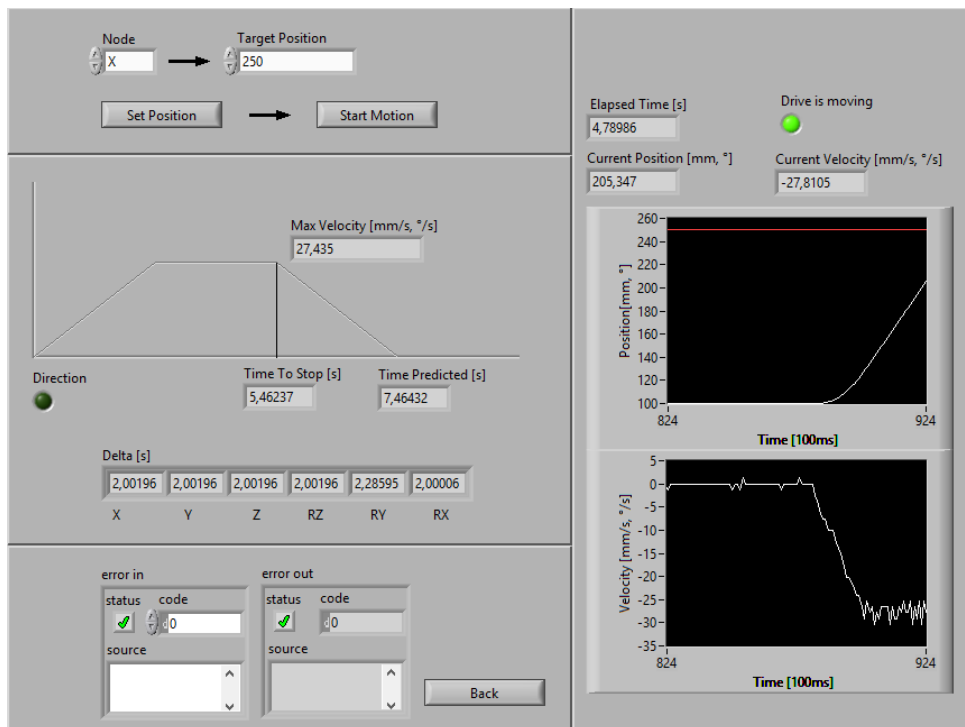 Node
Target Position
X
250
Set Position
Start Motion
Max Velocity [mm/s, °/s]
27,435
Direction
Time To Stop [s]
Time Predicted [s]
5,46237
7,46432
Delta [s]
2,00196
2,00196
2,00196
2,00196
2,28595
2,00006
X
Y
Z
RZ
RY
RX
error in
error out
status
code
status
code
d0
d0
source
source
Back
Elapsed Time [s]
Drive is moving
4,78986
Current Position [mm, °]
Current Velocity [mm/s, °/s]
205,347
-27,8105
Position[mm, °]
260
240
220
200
180
160
140
120
100
824
924
Time [100ms]
Velocity [mm/s, °/s]
5
0
-5
-10
-15
-20
-25
-30
-35
824
924
Time [100ms]